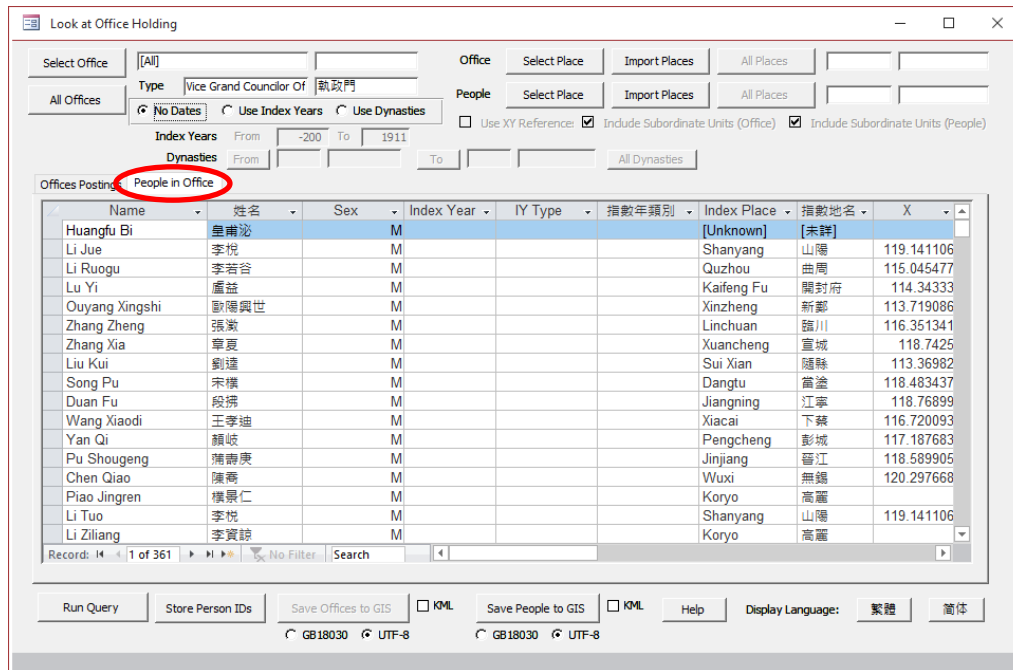 Look at Office Holding
Select Office [All] Office Select Place Import Places All Places
Type Vice Grand Councilor Of 執政門
All Offices People Select Place Import Places All Places
No Dates Use Index Years Use Dynasties
Use XY Reference: Include Subordinate Units (Office) Include Subordinate Units (People)
Index Years From -200 To 1911
Dynasties From To All Dynasties
Offices Postings People in Office
Name 姓名 Sex Index Year IY Type 指數年類別 Index Place 指數地名 X
Huangfu Bi 皇甫泌 M [Unknown] [未詳]
Li Jue 李梲 M Shanyang 山陽 119.141106
Li Ruogu 李若谷 M Quzhou 曲周 115.045477
Lu Yi 盧益 M Kaifeng Fu 開封府 114.34333
Ouyang Xingshi 歐陽興世 M Xinzheng 新鄭 113.719086
Zhang Zheng 張澂 M Linchuan 臨川 116.351341
Zhang Xia 章夏 M Xuancheng 宣城 118.7425
Liu Kui 劉逵 M Sui Xian 隨縣 113.36982
Song Pu 宋樸 M Dangtu 當塗 118.483437
Duan Fu 段拂 M Jiangning 江寧 118.76899
Wang Xiaodi 王孝迪 M Xiacai 下蔡 116.720093
Yan Qi 顏岐 M Pengcheng 彭城 117.187683
Pu Shougeng 蒲壽庚 M Jinjiang 晉江 118.589905
Chen Qiao 陳喬 M Wuxi 無錫 120.297668
Piao Jingren 樸景仁 M Koryo 高麗
Li Tuo 李棁 M Shanyang 山陽 119.141106
Li Ziliang 李資諒 M Koryo 高麗
Record: 1 of 361 No Filter Search
Run Query Store Person IDs Save Offices to GIS KML Save People to GIS KML Help Display Language: 繁體 简体
GB18030 UTF-8 GB18030 UTF-8